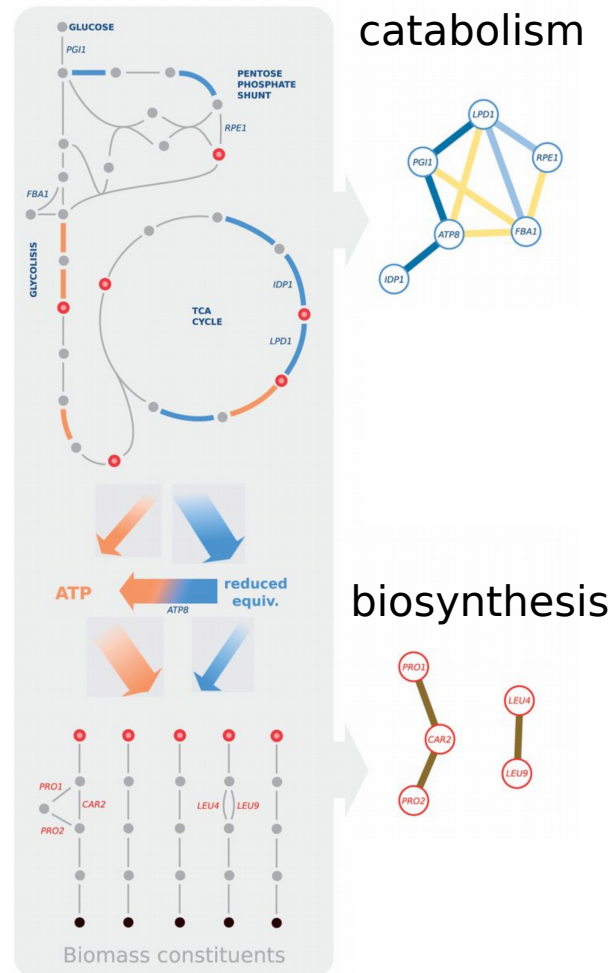 catabolism
GLUCOSE
PGI1
PENTOSE
PHOSPHATE
SHUNT
RPE1
FBA1
GLYCOLISIS
IDP1
TCA
CYCLE
LPD1
LPD1
PGI1
RPE1
ATP8
FBA1
IDP1
ATP
reduced
equiv.
ATP8
biosynthesis
PRO1
CAR2
PRO2
LEU4
LEU9
PRO1
LEU4
CAR2
LEU9
PRO2
Biomass constituents